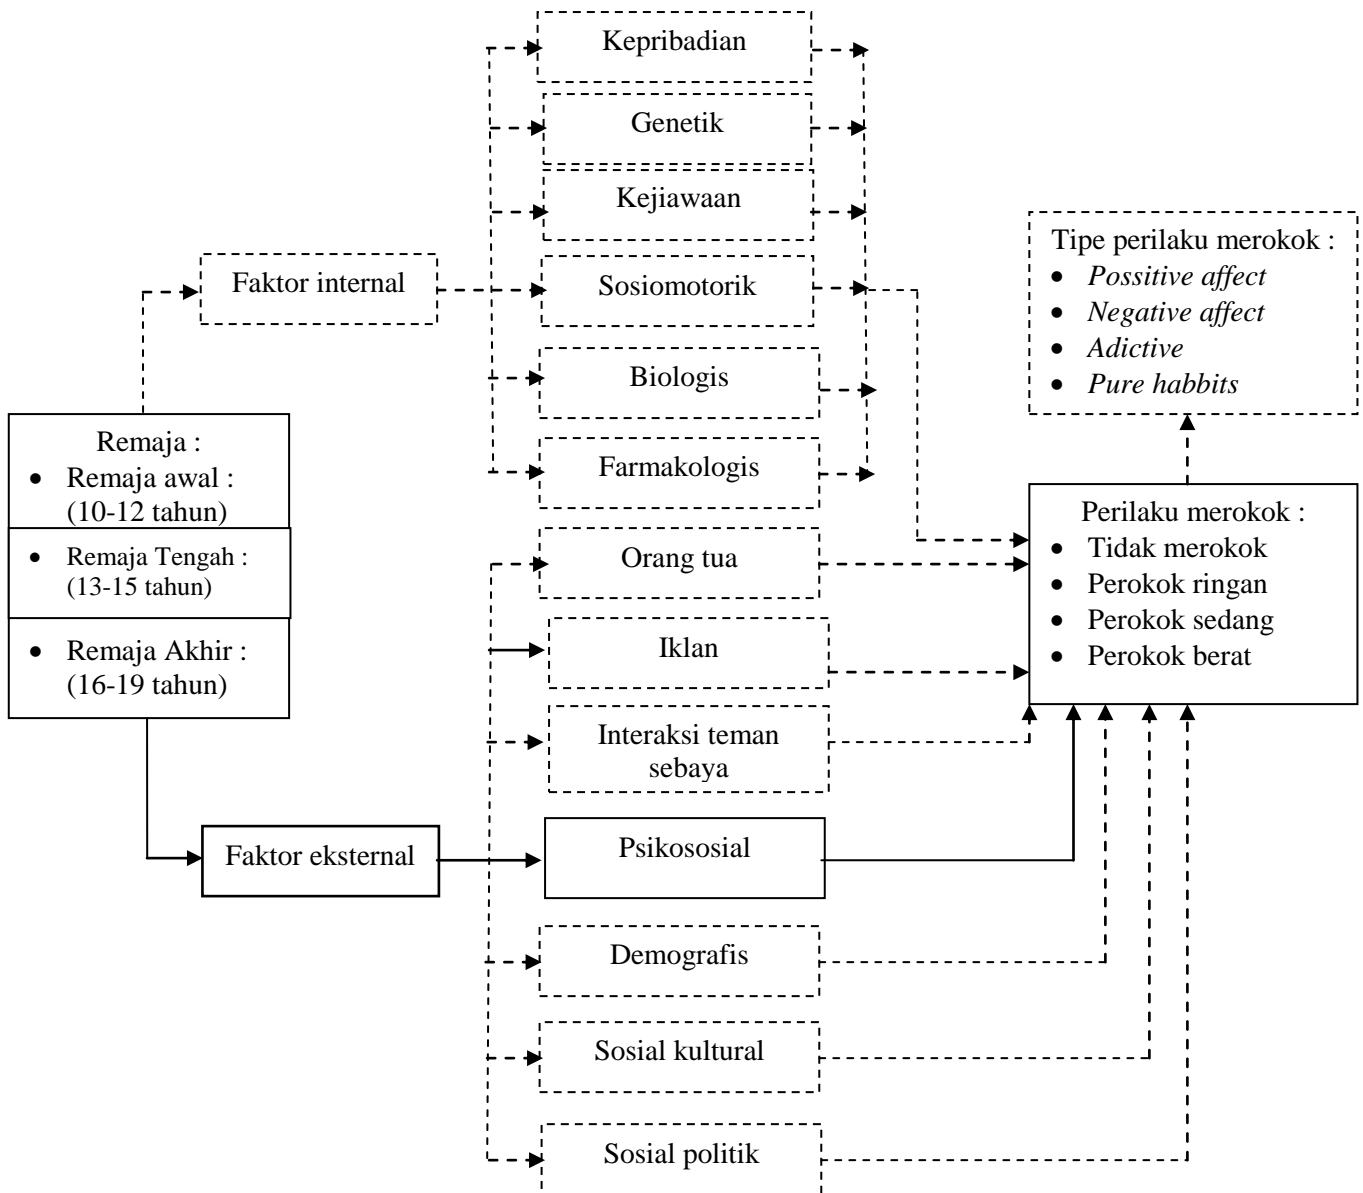 Kepribadian
Genetik
Kejiawaan
Sosiomotorik
Biologis
Farmakologis
Faktor internal
Remaja :
• Remaja awal :
(10-12 tahun)
• Remaja Tengah :
(13-15 tahun)
• Remaja Akhir :
(16-19 tahun)
Faktor eksternal
Orang tua
Iklan
Interaksi teman
sebaya
Psikososial
Demografis
Sosial kultural
Sosial politik
Tipe perilaku merokok :
• Possitive affect
• Negative affect
• Adictive
• Pure habbits
Perilaku merokok :
• Tidak merokok
• Perokok ringan
• Perokok sedang
• Perokok berat